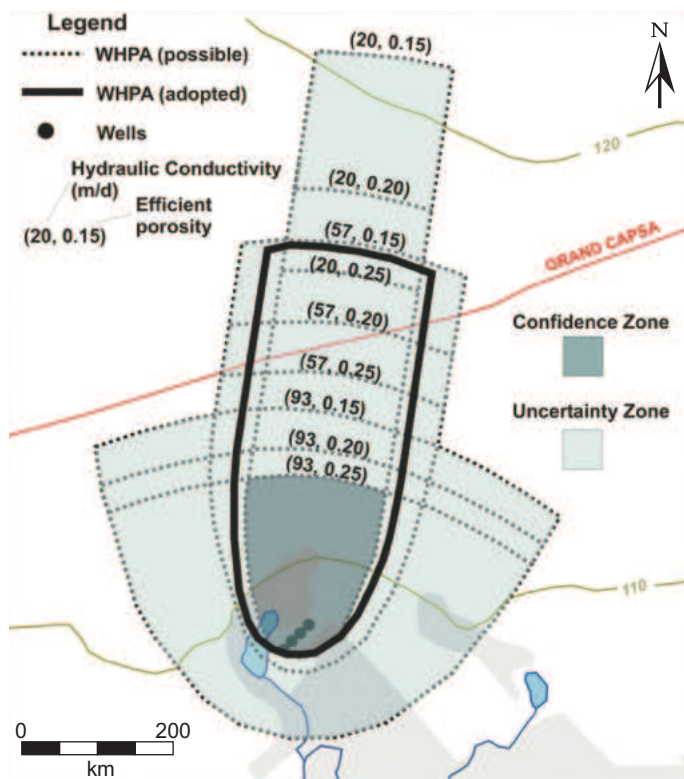 Legend
WHPA (possible)
WHPA (adopted)
Wells
Hydraulic Conductivity
(m/d)
Efficient
porosity
(20, 0.15)
(20, 0.15)
N
120
(20, 0.20)
(57, 0.15)
GRAND CAPSA
(20, 0.25)
(57, 0.20)
Confidence Zone
(57, 0.25)
(93, 0.15)
Uncertainty Zone
(93, 0.20)
(93, 0.25)
110
0 200
km